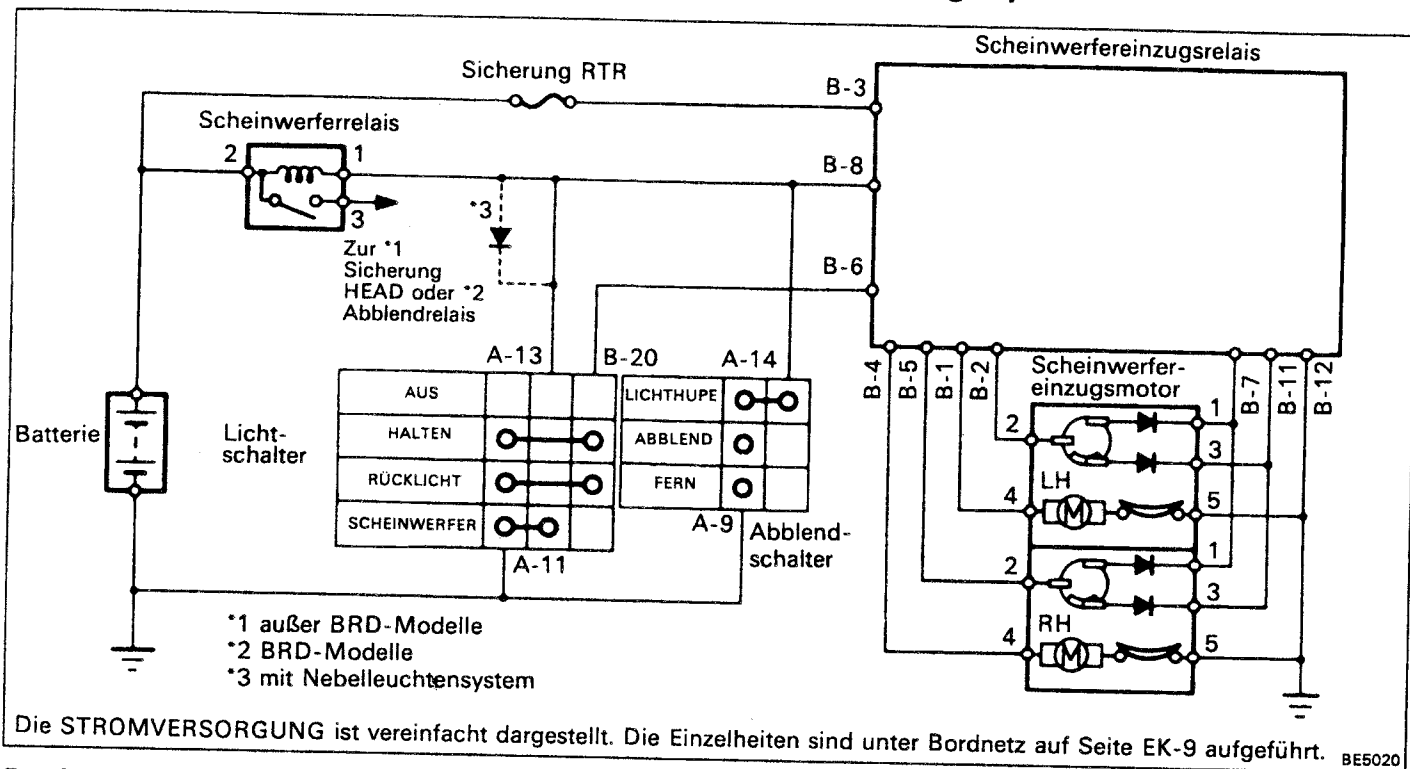 Scheinwerfereinzugsrelais
Sicherung RTR
B-3
Scheinwerferrelais
2
1
3
B-8
*3
Zur *1
Sicherung
HEAD oder *2
Abblendrelais
B-6
A-13
B-20
A-14
B-4
B-5
B-1
B-2
Scheinwerfer-
einzugsmotor
B-7
B-11
B-12
Batterie
Licht-
schalter
AUS
HALTEN
RÜCKLICHT
SCHEINWERFER
A-11
LICHTHUPE
ABBLEND
FERN
A-9
Abblend-
schalter
2
1
3
LH
4
M
5
2
1
3
RH
4
M
5
*1 außer BRD-Modelle
*2 BRD-Modelle
*3 mit Nebelleuchtensystem
Die STROMVERSORGUNG ist vereinfacht dargestellt. Die Einzelheiten sind unter Bordnetz auf Seite EK-9 aufgeführt.
BE5020